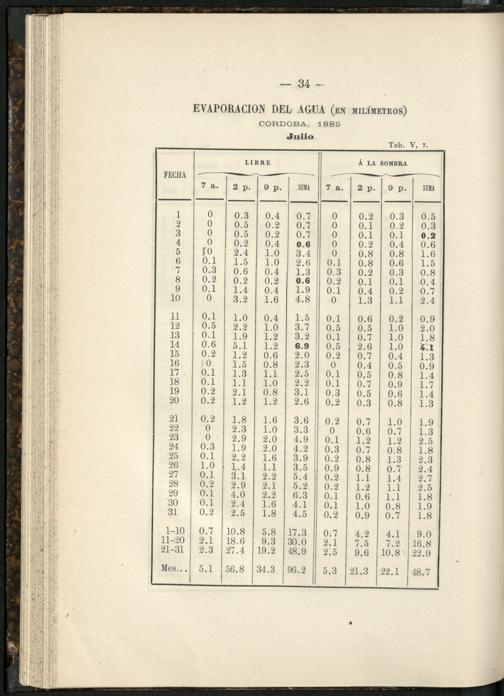 — 34 —
EVAPORACION DEL AGUA (EN MILÍMETROS)
CORDOBA, 1885
Julio
Tab. V, 7.
FECHA LIBRE Á LA SOMBRA
7 a. 2 p. 9 p. SUMA 7 a. 2 p. 9 p. SUMA
1 0 0.3 0.4 0.7 0 0.2 0.3 0.5
2 0 0.5 0.2 0.7 0 0.1 0.2 0.3
3 0 0.5 0.2 0.7 0 0.1 0.1 0.2
4 0 0.2 0.4 0.6 0 0.2 0.4 0.6
5 0 2.4 1.0 3.4 0 0.8 0.8 1.6
6 0.1 1.5 1.0 2.6 0.1 0.8 0.6 1.5
7 0.3 0.6 0.4 1.3 0.3 0.2 0.3 0.8
8 0.2 0.2 0.2 0.6 0.2 0.1 0.1 0.4
9 0.1 1.4 0.4 1.9 0.1 0.4 0.2 0.7
10 0 3.2 1.6 4.8 0 1.3 1.1 2.4
11 0.1 1.0 0.4 1.5 0.1 0.6 0.2 0.9
12 0.5 2.2 1.0 3.7 0.5 0.5 1.0 2.0
13 0.1 1.9 1.2 3.2 0.1 0.7 1.0 1.8
14 0.6 5.1 1.2 6.9 0.5 2.6 1.0 4.1
15 0.2 1.2 0.6 2.0 0.2 0.7 0.4 1.3
16 0 1.5 0.8 2.3 0 0.4 0.5 0.9
17 0.1 1.3 1.1 2.5 0.1 0.5 0.8 1.4
18 0.1 1.1 1.0 2.2 0.1 0.7 0.9 1.7
19 0.2 2.1 0.8 3.1 0.3 0.5 0.6 1.4
20 0.2 1.2 1.2 2.6 0.2 0.3 0.8 1.3
21 0.2 1.8 1.6 3.6 0.2 0.7 1.0 1.9
22 0 2.3 1.0 3.3 0 0.6 0.7 1.3
23 0 2.9 2.0 4.9 0.1 1.2 1.2 2.5
24 0.3 1.9 2.0 4.2 0.3 0.7 0.8 1.8
25 0.1 2.2 1.6 3.9 0.2 0.8 1.3 2.3
26 1.0 1.4 1.1 3.5 0.9 0.8 0.7 2.4
27 0.1 3.1 2.2 5.4 0.2 1.1 1.4 2.7
28 0.2 2.9 2.1 5.2 0.2 1.2 1.1 2.5
29 0.1 4.0 2.2 6.3 0.1 0.6 1.1 1.8
30 0.1 2.4 1.6 4.1 0.1 1.0 0.8 1.9
31 0.2 2.5 1.8 4.5 0.2 0.9 0.7 1.8
1-10 0.7 10.8 5.8 17.3 0.7 4.2 4.1 9.0
11-20 2.1 18.6 9.3 30.0 2.1 7.5 7.2 16.8
21-31 2.3 27.4 19.2 48.9 2.5 9.6 10.8 22.9
Mes... 5.1 56.8 34.3 96.2 5.3 21.3 22.1 48.7